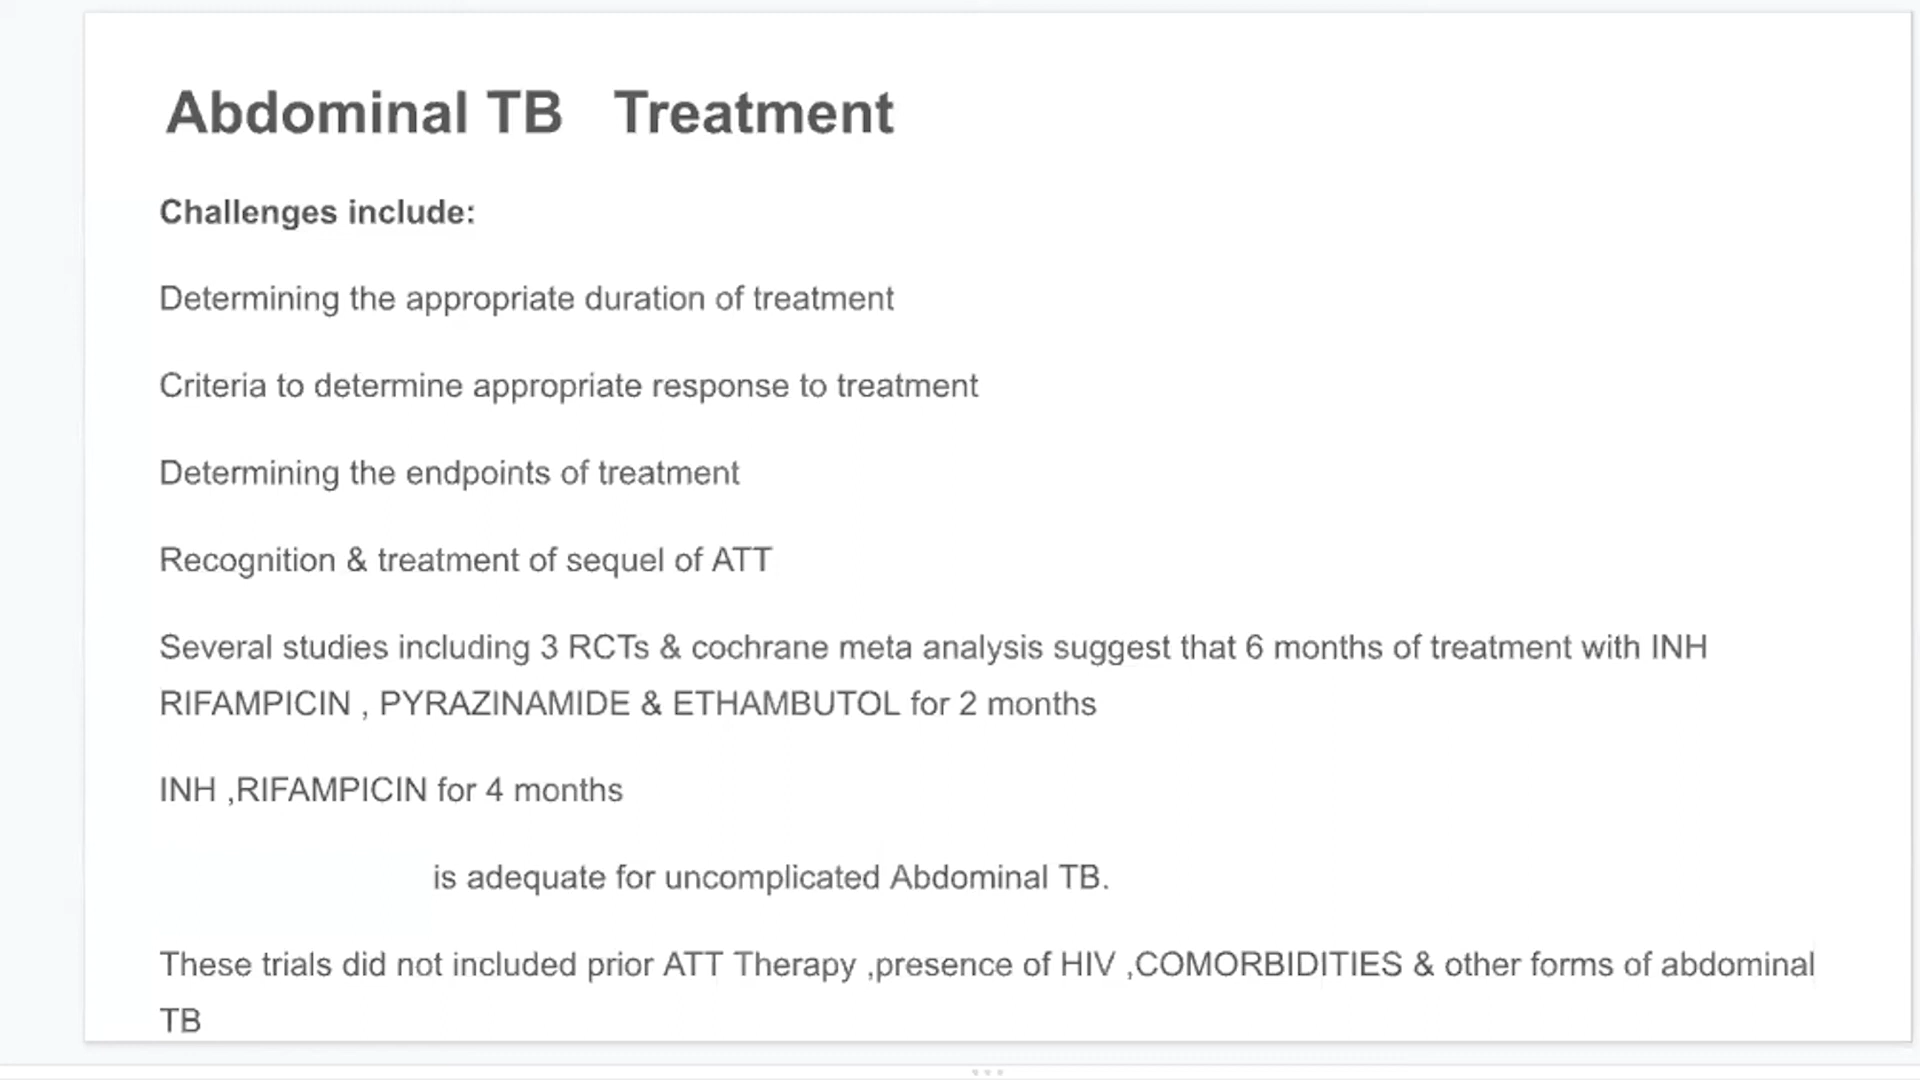 Abdominal TB Treatment
Challenges include:
Determining the appropriate duration of treatment
Criteria to determine appropriate response to treatment
Determining the endpoints of treatment
Recognition & treatment of sequel of ATT
Several studies including 3 RCTs & cochrane meta analysis suggest that 6 months of treatment with INH
RIFAMPICIN , PYRAZINAMIDE & ETHAMBUTOL for 2 months
INH ,RIFAMPICIN for 4 months
is adequate for uncomplicated Abdominal TB.
These trials did not included prior ATT Therapy ,presence of HIV ,COMORBIDITIES & other forms of abdominal
TB